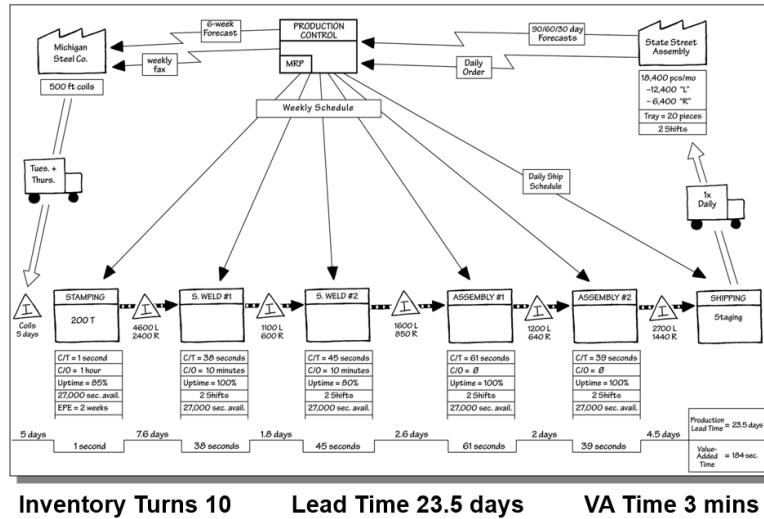 Michigan
Steel Co.
500 ft coils
6-week
Forecast
weekly
fax
PRODUCTION
CONTROL
MRP
90/60/30 day
Forecasts
Daily
Order
State Street
Assembly
18,400 pcs/mo
-12,400 "L"
- 6,400 "R"
Tray = 20 pieces
2 Shifts
Weekly Schedule
Tues. +
Thurs.
Daily Ship
Schedule
1x
Daily
I
Coils
5 days
STAMPING
200 T
C/T = 1 second
C/O = 1 hour
Uptime = 85%
27,000 sec. avail.
EPE = 2 weeks
I
4600 L
2400 R
S. WELD #1
C/T = 38 seconds
C/O = 10 minutes
Uptime = 100%
2 Shifts
27,000 sec. avail.
I
1100 L
600 R
S. WELD #2
C/T = 45 seconds
C/O = 10 minutes
Uptime = 80%
2 Shifts
27,000 sec. avail.
I
1600 L
850 R
ASSEMBLY #1
C/T = 61 seconds
C/O = Ø
Uptime = 100%
2 Shifts
27,000 sec. avail.
I
1200 L
640 R
ASSEMBLY #2
C/T = 39 seconds
C/O = Ø
Uptime = 100%
2 Shifts
27,000 sec. avail.
I
2700 L
1440 R
SHIPPING
Staging
5 days
1 second
7.6 days
38 seconds
1.8 days
45 seconds
2.6 days
61 seconds
2 days
39 seconds
4.5 days
Production
Lead Time = 23.5 days
Value-
Added = 184 sec.
Time
Inventory Turns 10 Lead Time 23.5 days VA Time 3 mins